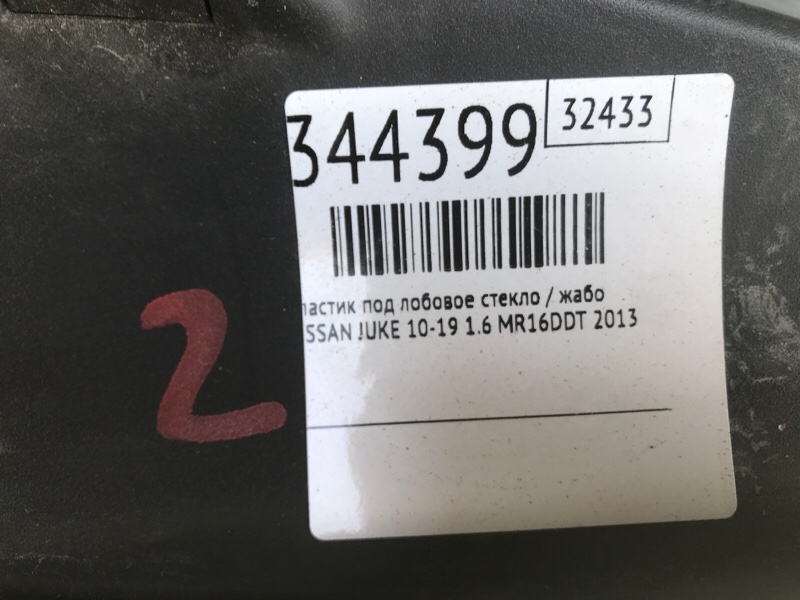 344399
32433
ластик под лобовое стекло / жабо
SSAN JUKE 10-19 1.6 MR16DDT 2013
2